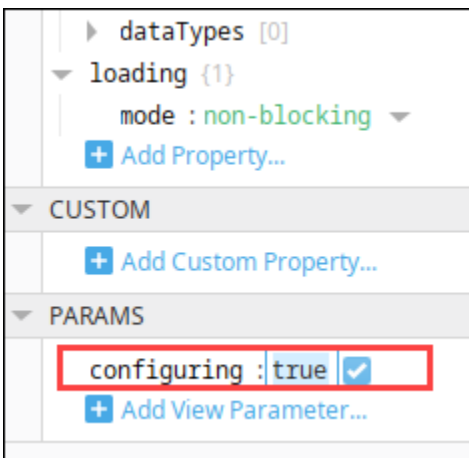 dataTypes [0]
loading {1}
mode : non-blocking
Add Property...
CUSTOM
Add Custom Property...
PARAMS
configuring : true
Add View Parameter...